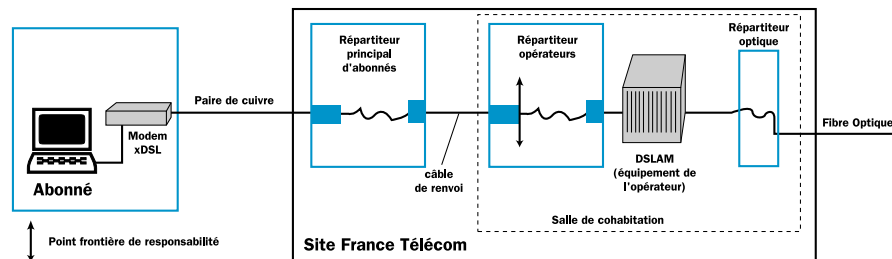 Répartiteur
principal
d'abonnés
Répartiteur
opérateurs
Répartiteur
optique
Paire de cuivre
Modem
xDSL
Abonné
câble
de renvoi
DSLAM
(équipement de
l'opérateur)
Fibre Optique
Salle de cohabitation
Point frontière de responsabilité
Site France Télécom